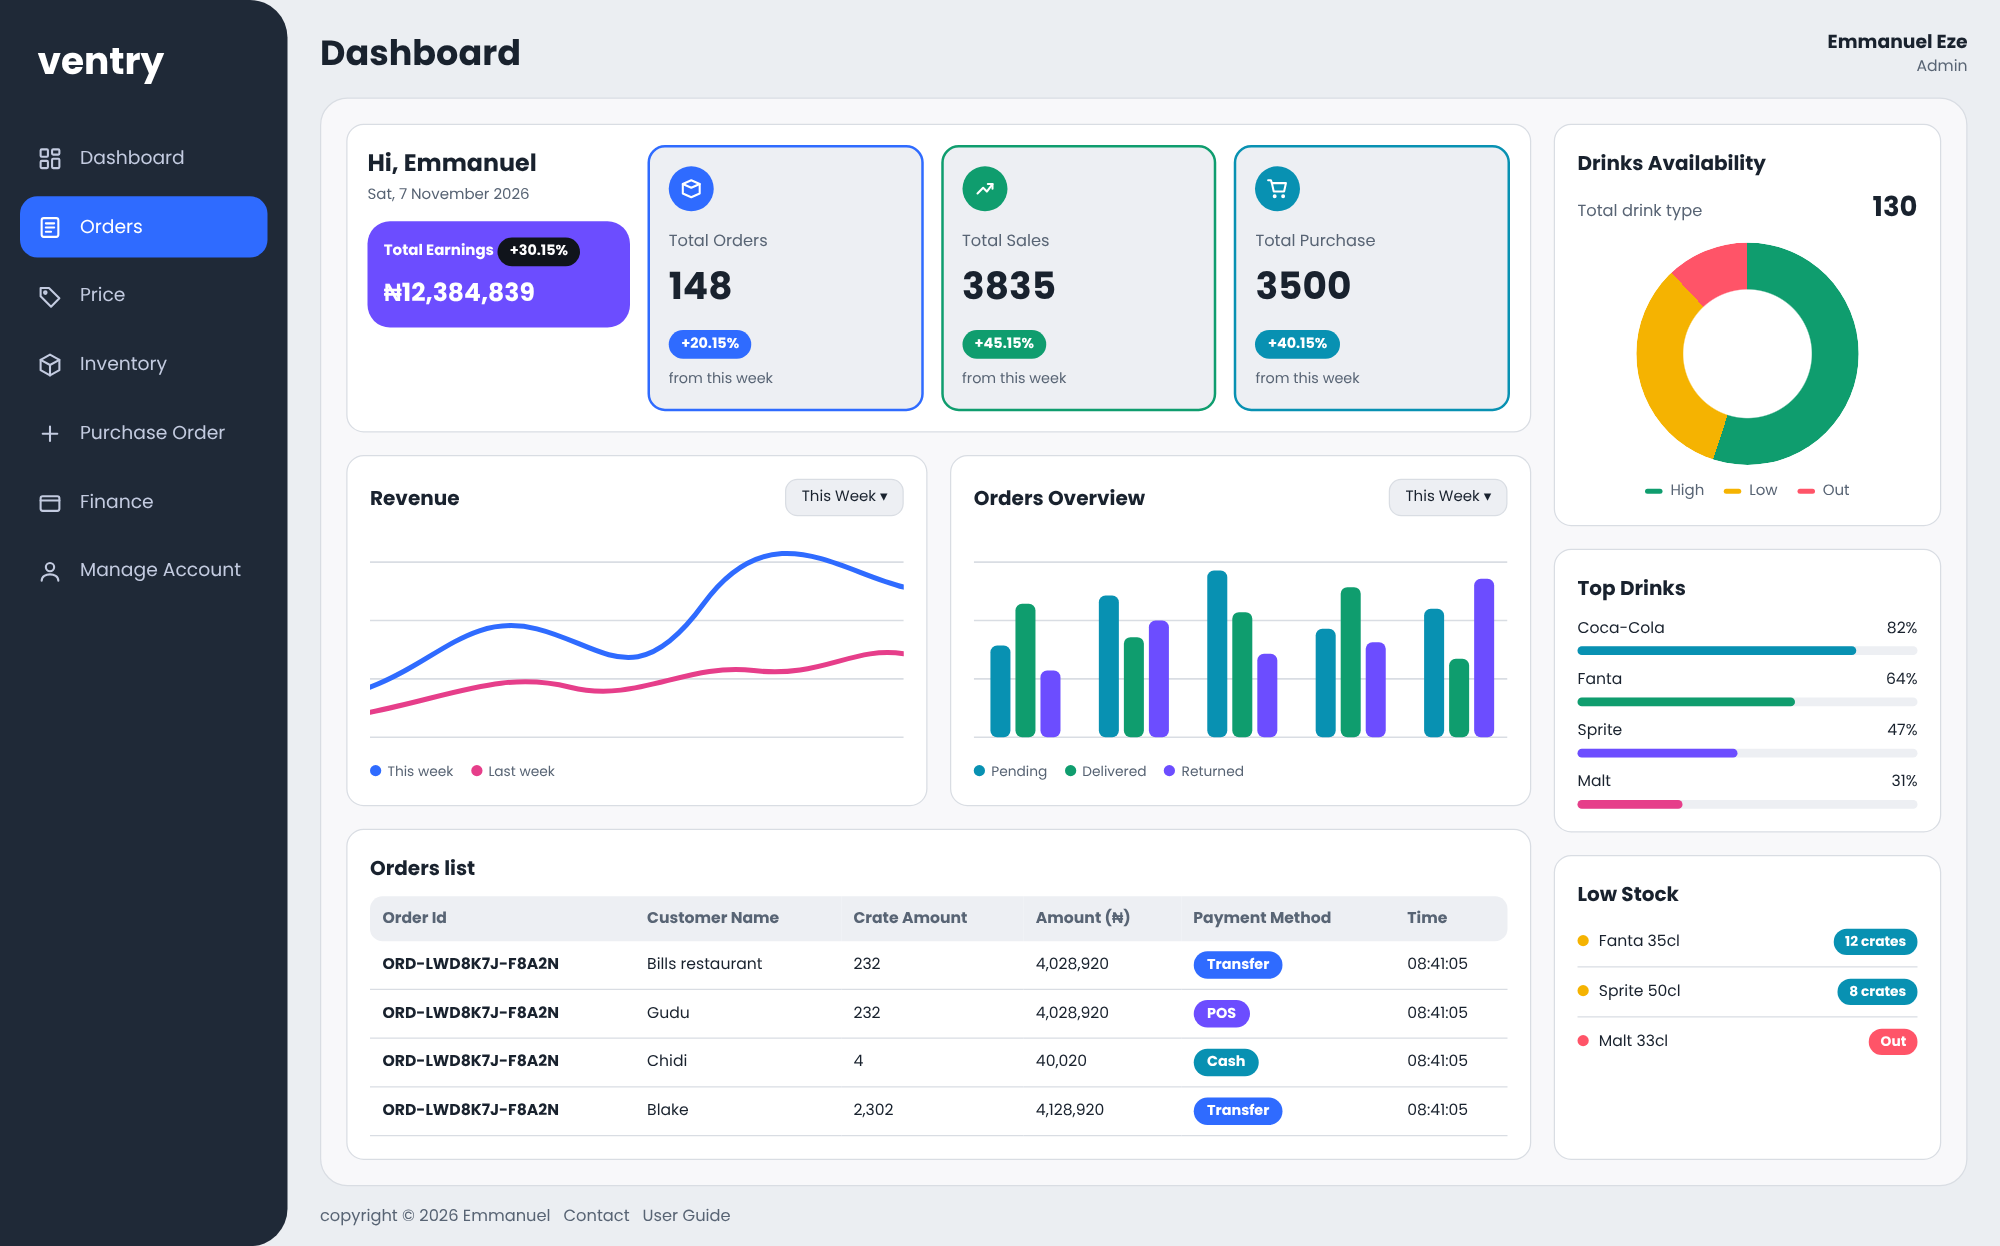 ventry
Dashboard
Orders
Price
Inventory
Purchase Order
Finance
Manage Account
Dashboard
Emmanuel Eze
Admin
Hi, Emmanuel
Sat, 7 November 2026
Total Earnings +30.15%
₦12,384,839
Total Orders
148
+20.15%
from this week
Total Sales
3835
+45.15%
from this week
Total Purchase
3500
+40.15%
from this week
Revenue
This Week ▾
This week Last week
Orders Overview
This Week ▾
Pending Delivered Returned
Orders list
Order Id Customer Name Crate Amount Amount (₦) Payment Method Time
ORD-LWD8K7J-F8A2N Bills restaurant 232 4,028,920 Transfer 08:41:05
ORD-LWD8K7J-F8A2N Gudu 232 4,028,920 POS 08:41:05
ORD-LWD8K7J-F8A2N Chidi 4 40,020 Cash 08:41:05
ORD-LWD8K7J-F8A2N Blake 2,302 4,128,920 Transfer 08:41:05
Drinks Availability
Total drink type 130
High Low Out
Top Drinks
Coca-Cola 82%
Fanta 64%
Sprite 47%
Malt 31%
Low Stock
Fanta 35cl 12 crates
Sprite 50cl 8 crates
Malt 33cl Out
copyright © 2026 Emmanuel Contact User Guide